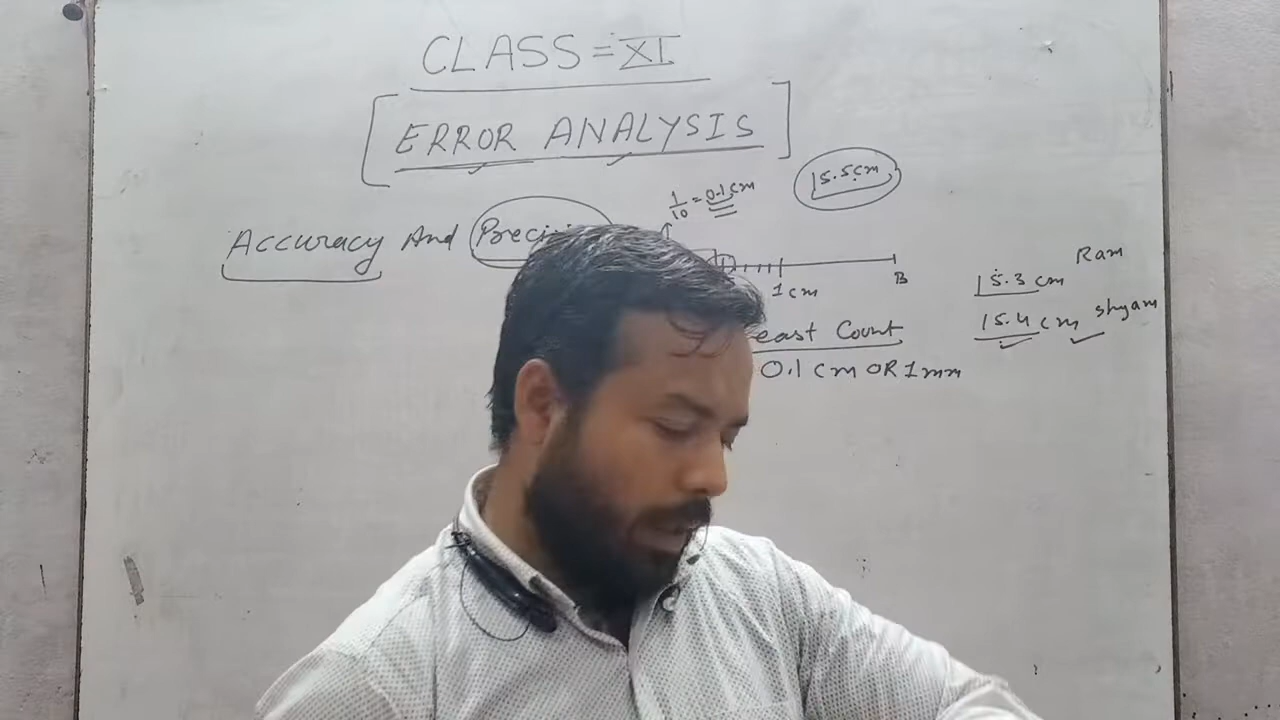 CLASS = XI
[ERROR ANALYSIS]
15.5cm
1/10 = 0.1cm
Accuracy And
1cm
B
15.3 cm Ram
15.4 cm shyam
Count
0.1 cm OR 1mm